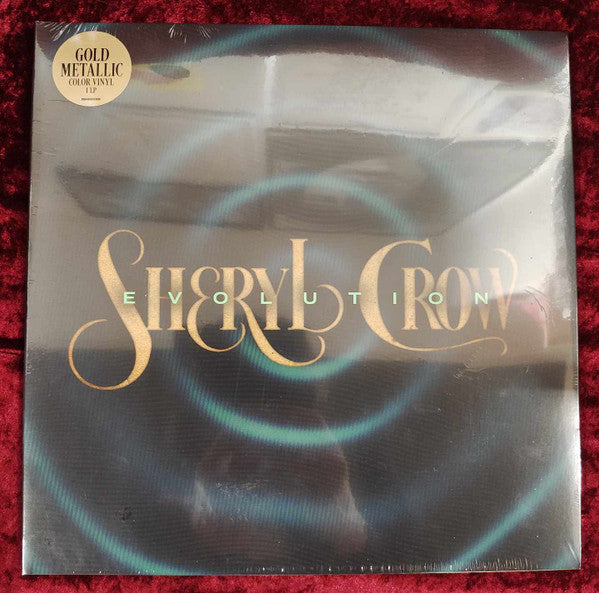 GOLD
METALLIC
COLOR VINYL
1 LP
SHERYL CROW
EVOLUTION